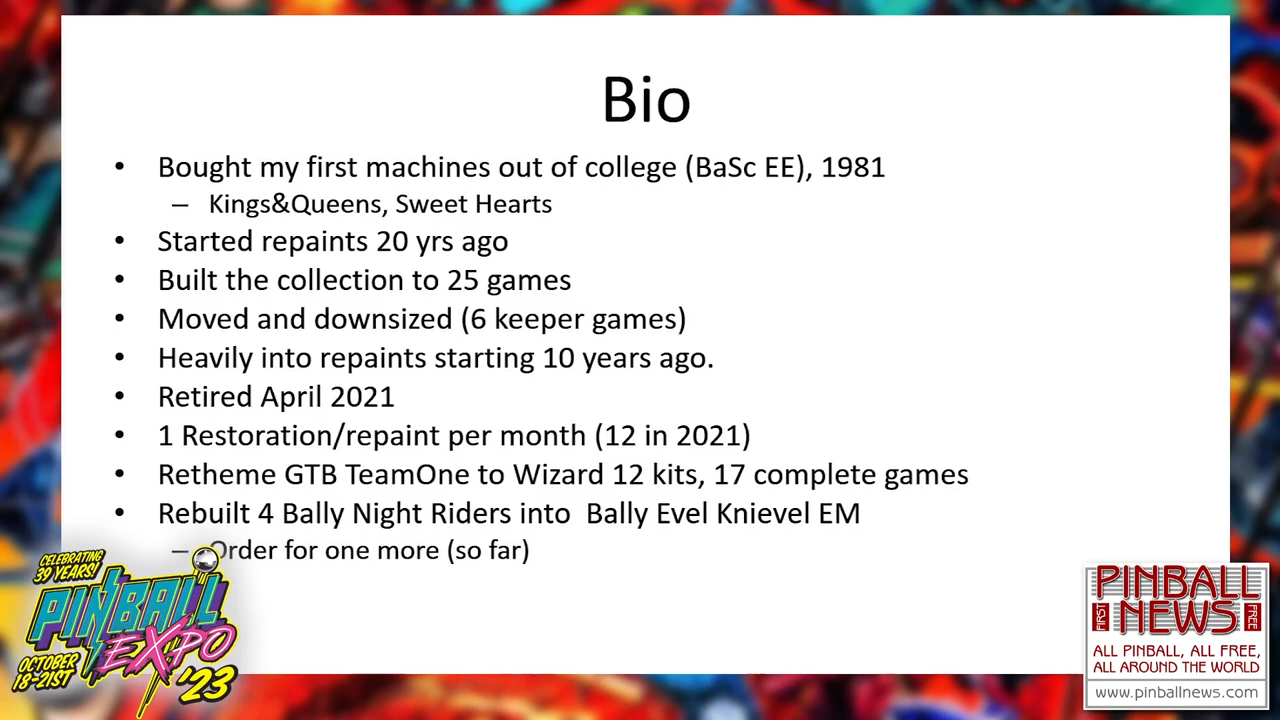 Bio
• Bought my first machines out of college (BaSc EE), 1981
– Kings&Queens, Sweet Hearts
• Started repaints 20 yrs ago
• Built the collection to 25 games
• Moved and downsized (6 keeper games)
• Heavily into repaints starting 10 years ago.
• Retired April 2021
• 1 Restoration/repaint per month (12 in 2021)
• Retheme GTB TeamOne to Wizard 12 kits, 17 complete games
• Rebuilt 4 Bally Night Riders into  Bally Evel Knievel EM
– Order for one more (so far)
CELEBRATING
39 YEARS!
PINBALL
EXPO
OCTOBER
18-21ST
'23
PINBALL
FIRST NEWS FREE
ALL PINBALL, ALL FREE,
ALL AROUND THE WORLD
www.pinballnews.com